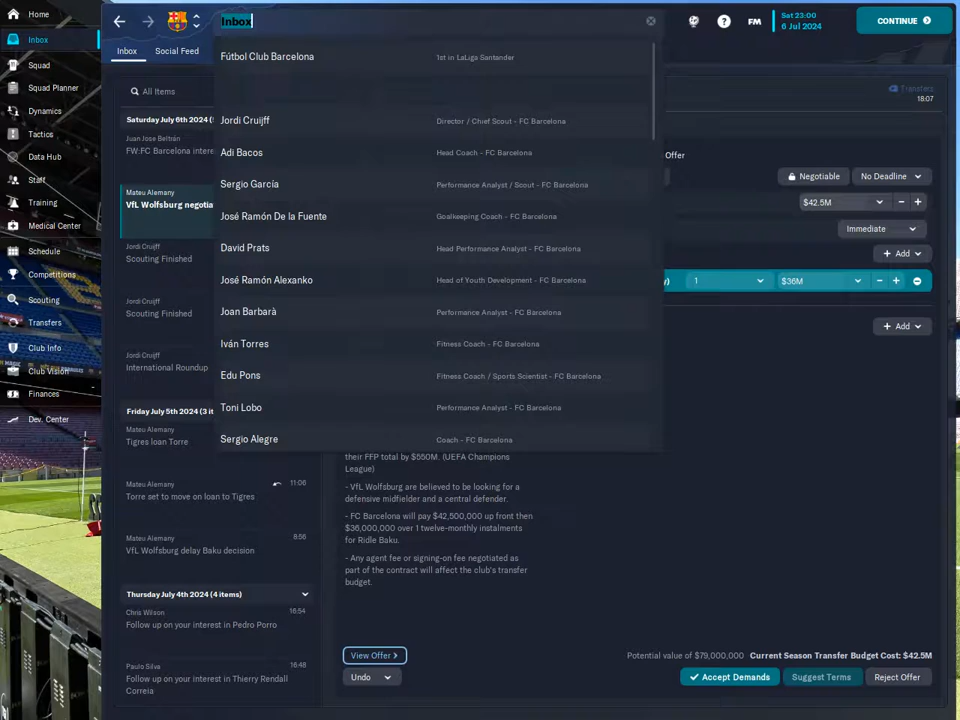 Home
Inbox
Squad
Squad Planner
Dynamics
Tactics
Data Hub
Staff
Training
Medical Center
Schedule
Competitions
Scouting
Transfers
Club Info
Club Vision
Finances
Dev. Center
Inbox
FM
Sat 23:00
6 Jul 2024
CONTINUE
Inbox
Social Feed
All Items
Saturday July 6th 2024
Juan Jose Beltrán
FW:FC Barcelona
Mateu Alemany
VfL Wolfsburg
Jordi Cruijff
Scouting Finished
Jordi Cruijff
Scouting Finished
Jordi Cruijff
International Roundup
Friday July 5th 2024
Mateu Alemany
Tigres loan Torre
Mateu Alemany
11:06
Torre set to move on loan to Tigres
Mateu Alemany
8:56
VfL Wolfsburg delay Baku decision
Thursday July 4th 2024 (4 items)
Chris Wilson
16:54
Follow up on your interest in Pedro Porro
Paulo Silva
16:48
Follow up on your interest in Thierry Rendall
Correia
Fútbol Club Barcelona
1st in LaLiga Santander
Jordi Cruijff
Director / Chief Scout - FC Barcelona
Adi Bacos
Head Coach - FC Barcelona
Sergio García
Performance Analyst / Scout - FC Barcelona
José Ramón De la Fuente
Goalkeeping Coach - FC Barcelona
David Prats
Head Performance Analyst - FC Barcelona
José Ramón Alexanko
Head of Youth Development - FC Barcelona
Joan Barbarà
Performance Analyst - FC Barcelona
Iván Torres
Fitness Coach - FC Barcelona
Edu Pons
Fitness Coach / Sports Scientist - FC Barcelona
Toni Lobo
Performance Analyst - FC Barcelona
Sergio Alegre
Coach - FC Barcelona
Transfers
18:07
Offer
Negotiable
No Deadline
$42.5M
Immediate
Add
1
$36M
Add
their FFP total by $550M. (UEFA Champions
League)
- VfL Wolfsburg are believed to be looking for a
defensive midfielder and a central defender.
- FC Barcelona will pay $42,500,000 up front then
$36,000,000 over 1 twelve-monthly instalments
for Ridle Baku.
- Any agent fee or signing-on fee negotiated as
part of the contract will affect the club's transfer
budget.
View Offer >
Undo
Potential value of $79,000,000 Current Season Transfer Budget Cost: $42.5M
Accept Demands
Suggest Terms
Reject Offer